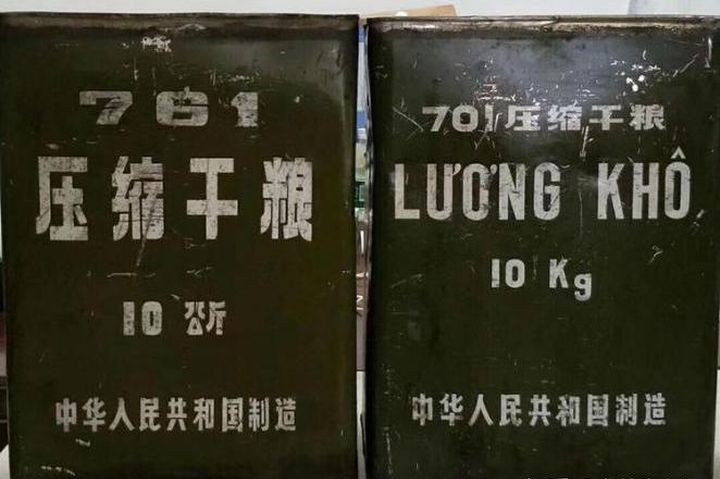 761
压缩干粮
10 公斤
中华人民共和国制造
701压缩干粮
LƯƠNG KHÔ
10 Kg
中华人民共和国制造